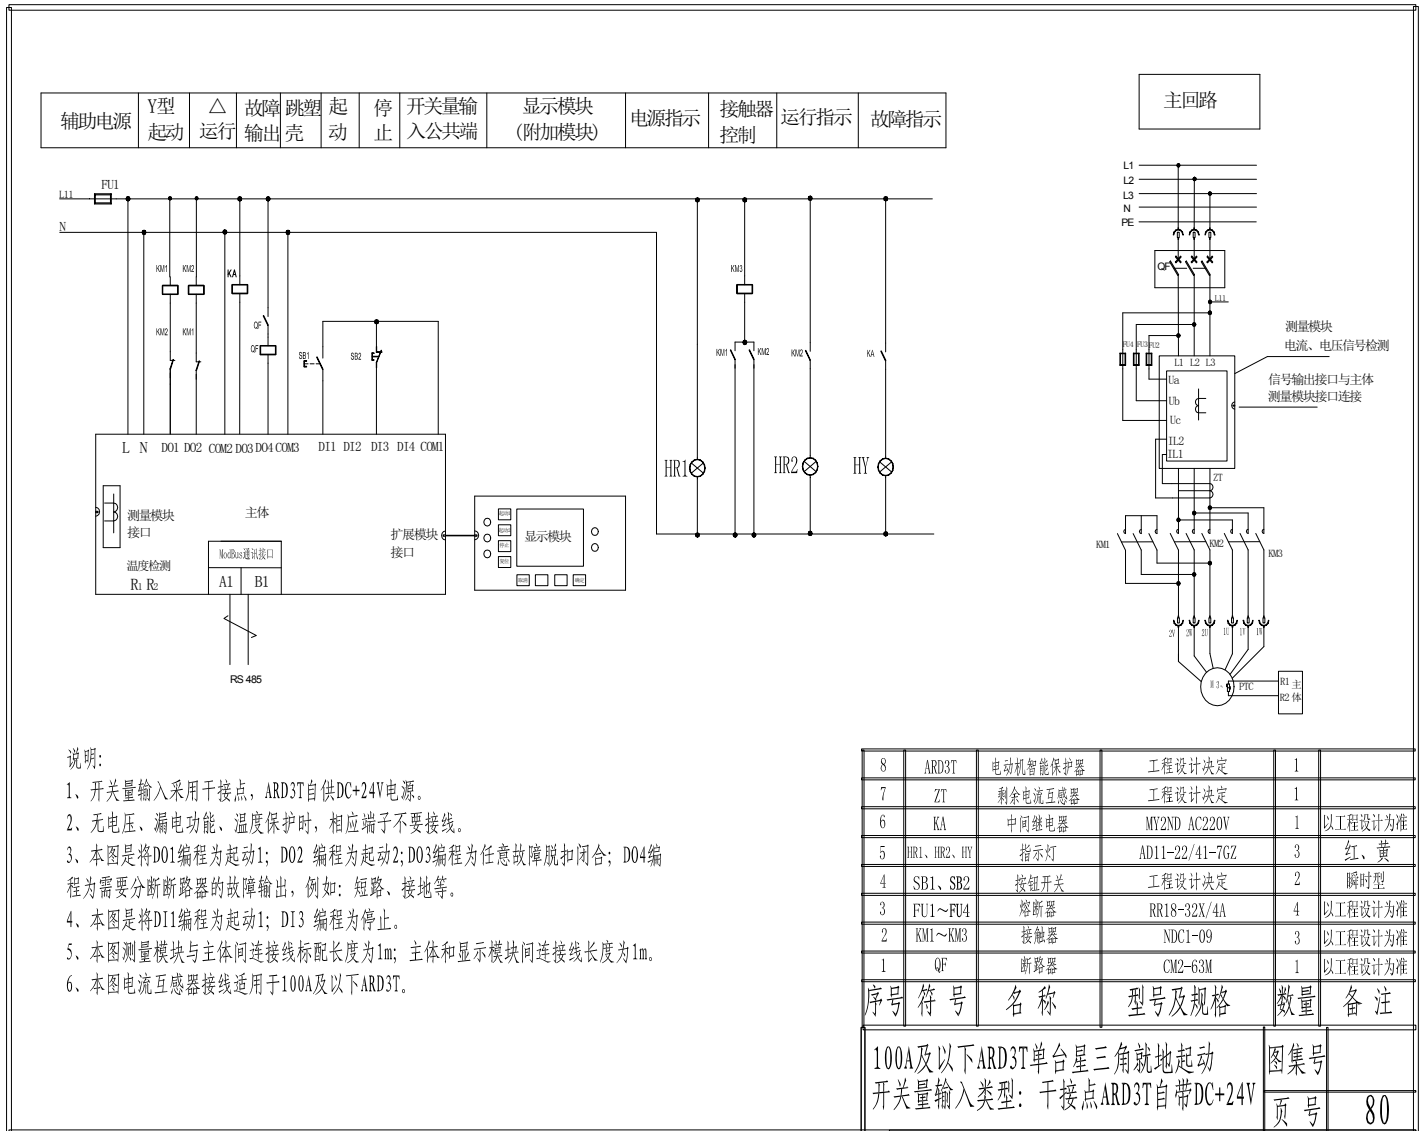 辅助电源
Y型
起动
△
运行
故障
输出
跳塑
壳
起
动
停
止
开关量输
入公共端
显示模块
(附加模块)
电源指示
接触器
控制
运行指示
故障指示
主回路
L11
FU1
N
KM1
KM2
KA
KM2
KM1
QF
QF
SB1
SB2
KM3
KM1
KM2
KM2
KA
HR1
HR2
HY
L N DO1 DO2 COM2 DO3 DO4 COM3 DI1 DI2 DI3 DI4 COM1
测量模块
接口
主体
扩展模块
接口
显示模块
温度检测
R1 R2
ModBus通讯接口
A1 B1
RS 485
L1
L2
L3
N
PE
QF
L11
FU4 FU3 FU2
L1 L2 L3
Ua
Ub
Uc
IL2
IL1
ZT
测量模块
电流、电压信号检测
信号输出接口与主体
测量模块接口连接
KM1
KM2
KM3
2V 2W 2U 1U 1V 1W
M 3~
PTC
R1 主
R2 体
说明:
1、开关量输入采用干接点，ARD3T自供DC+24V电源。
2、无电压、漏电功能、温度保护时，相应端子不要接线。
3、本图是将DO1编程为起动1; DO2 编程为起动2;DO3编程为任意故障脱扣闭合; DO4编
程为需要分断断路器的故障输出，例如: 短路、接地等。
4、本图是将DI1编程为起动1; DI3 编程为停止。
5、本图测量模块与主体间连接线标配长度为1m; 主体和显示模块间连接线长度为1m。
6、本图电流互感器接线适用于100A及以下ARD3T。
8 ARD3T 电动机智能保护器 工程设计决定 1
7 ZT 剩余电流互感器 工程设计决定 1
6 KA 中间继电器 MY2ND AC220V 1 以工程设计为准
5 HR1、HR2、HY 指示灯 AD11-22/41-7GZ 3 红、黄
4 SB1、SB2 按钮开关 工程设计决定 2 瞬时型
3 FU1～FU4 熔断器 RR18-32X/4A 4 以工程设计为准
2 KM1～KM3 接触器 NDC1-09 3 以工程设计为准
1 QF 断路器 CM2-63M 1 以工程设计为准
序号 符 号 名 称 型号及规格 数量 备 注
100A及以下ARD3T单台星三角就地起动
开关量输入类型: 干接点ARD3T自带DC+24V
图集号
页 号 80